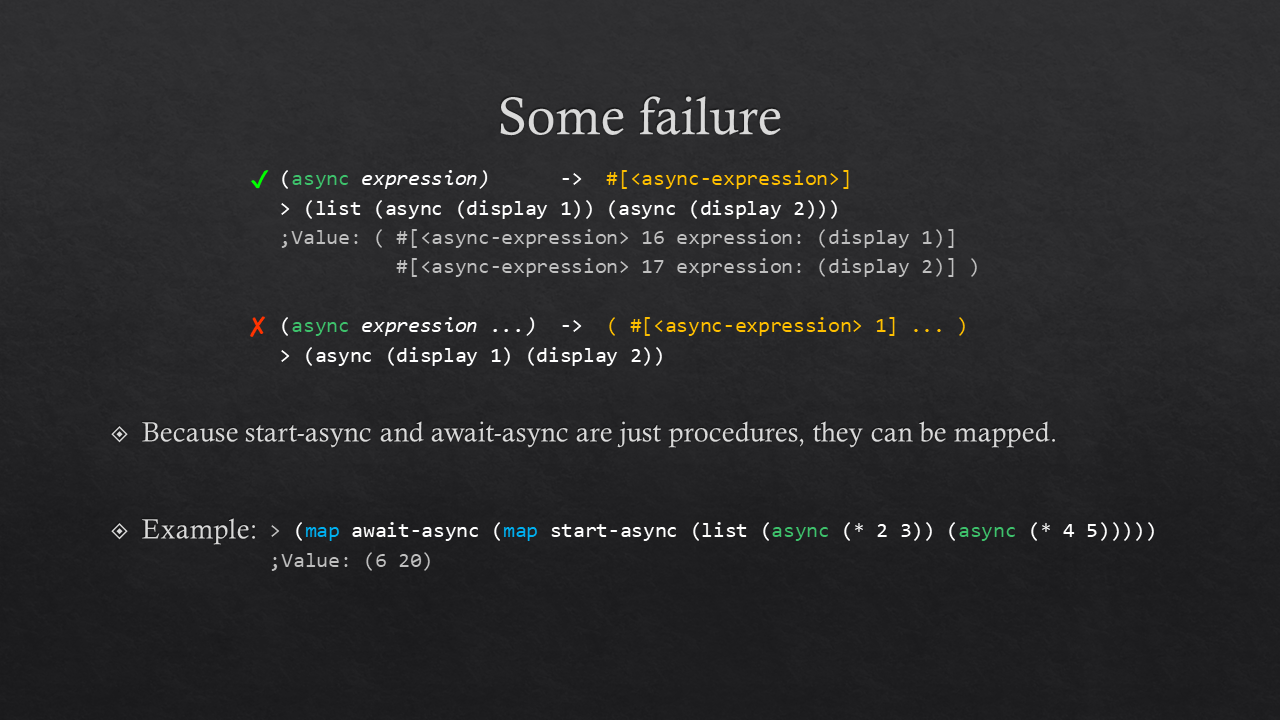 Some failure
✓ (async expression)      ->  #[<async-expression>]
> (list (async (display 1)) (async (display 2)))
;Value: ( #[<async-expression> 16 expression: (display 1)]
#[<async-expression> 17 expression: (display 2)] )
✗ (async expression ...)  ->  ( #[<async-expression> 1] ... )
> (async (display 1) (display 2))
Because start-async and await-async are just procedures, they can be mapped.
Example: > (map await-async (map start-async (list (async (* 2 3)) (async (* 4 5)))))
;Value: (6 20)